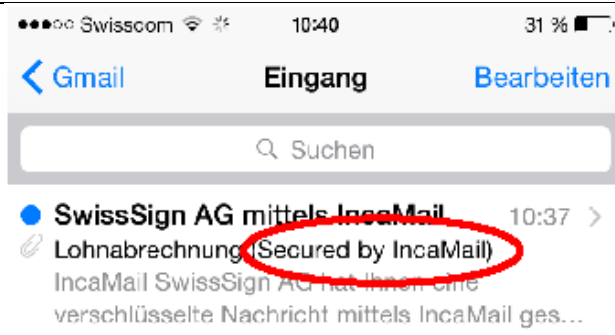 Swisscom 10:40 31 %
Gmail Eingang Bearbeiten
Suchen
SwissSign AG mittels IncaMail 10:37
Lohnabrechnung (Secured by IncaMail)
IncaMail SwissSign AG hat Ihnen eine
verschlüsselte Nachricht mittels IncaMail ges...